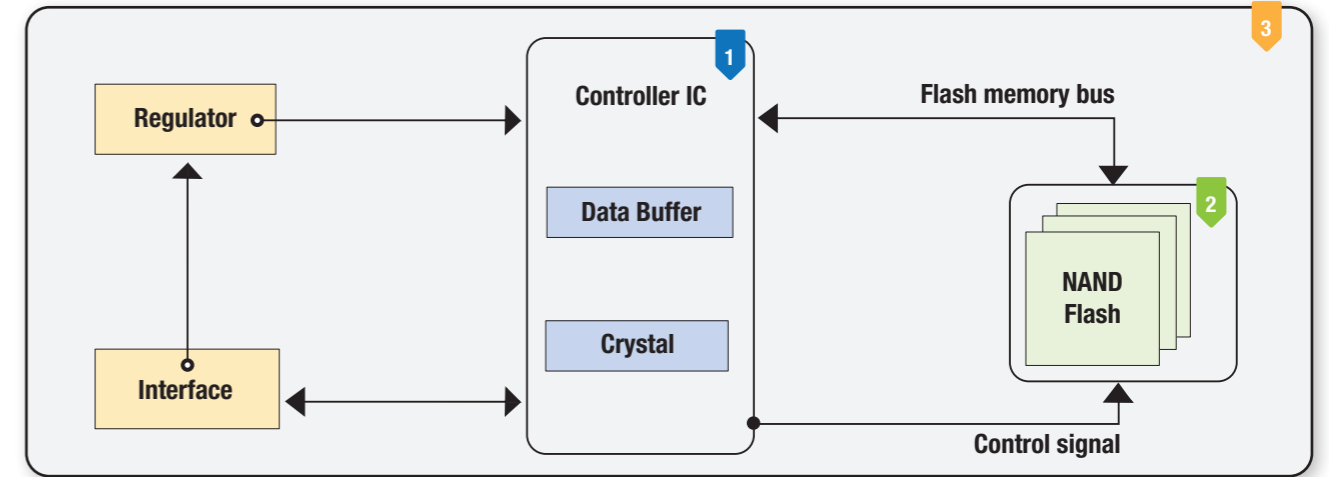 3
1
Controller IC
Flash memory bus
Regulator
2
Data Buffer
NAND
Flash
Crystal
Interface
Control signal